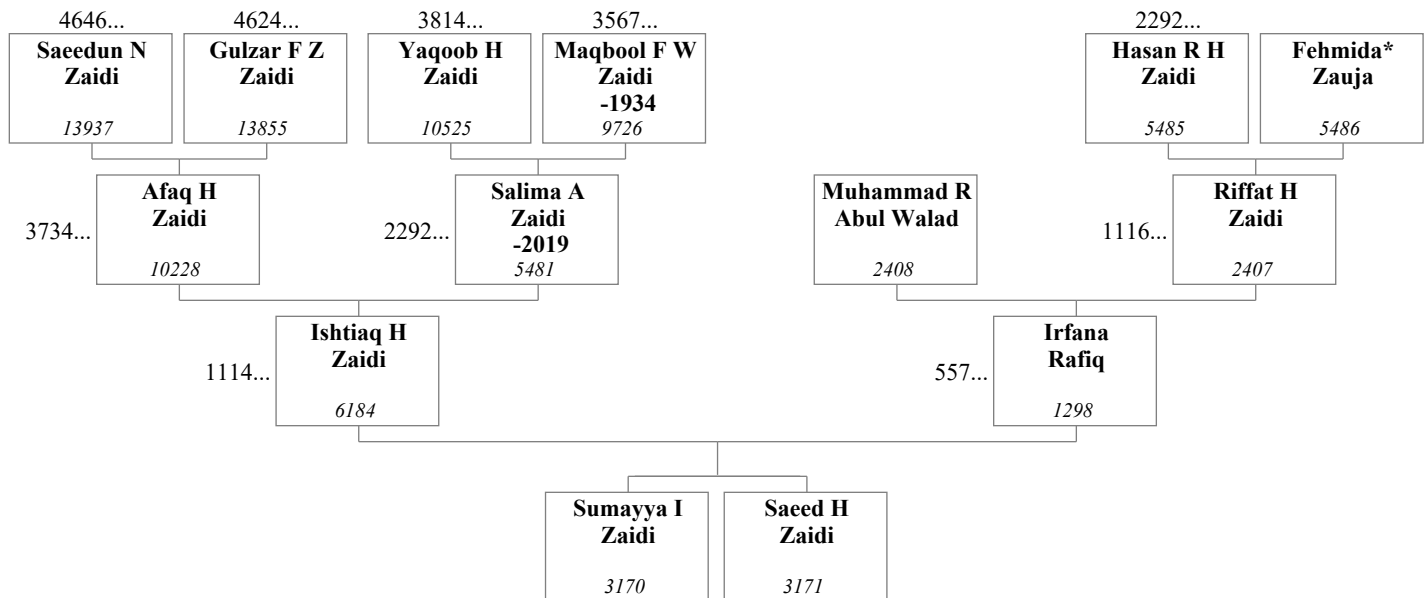 4646...
4624...
3814...
3567...
2292...
Saeedun N
Zaidi
13937
Gulzar F Z
Zaidi
13855
Yaqoob H
Zaidi
10525
Maqbool F W
Zaidi
-1934
9726
Hasan R H
Zaidi
5485
Fehmida*
Zauja
5486
3734...
Afaq H
Zaidi
10228
2292...
Salima A
Zaidi
-2019
5481
Muhammad R
Abul Walad
2408
1116...
Riffat H
Zaidi
2407
1114...
Ishtiaq H
Zaidi
6184
557...
Irfana
Rafiq
1298
Sumayya I
Zaidi
3170
Saeed H
Zaidi
3171